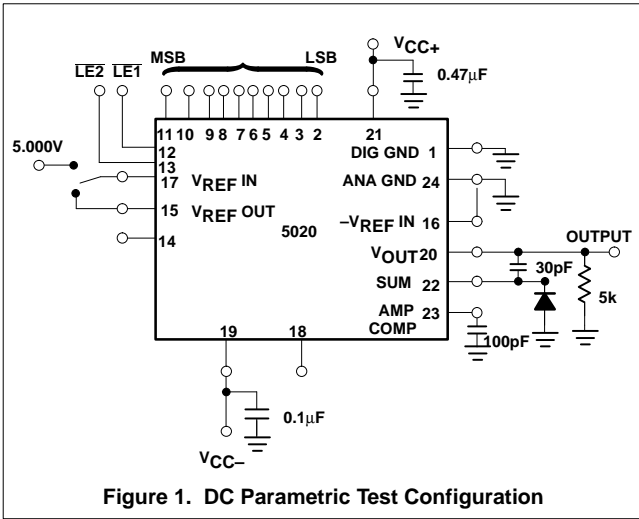 MSB LSB
VCC+
0.47μF
LE2 LE1
11 10 9 8 7 6 5 4 3 2 21
5.000V
12
13
17 VREF IN
15 VREF OUT
14
5020
DIG GND 1
ANA GND 24
–VREF IN 16
VOUT 20
SUM 22
AMP 23
COMP
OUTPUT
30pF
5k
100pF
19 18
0.1μF
VCC–
Figure 1. DC Parametric Test Configuration